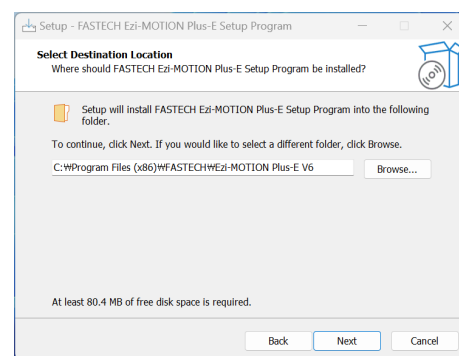 Setup - FASTECH Ezi-MOTION Plus-E Setup Program
Select Destination Location
Where should FASTECH Ezi-MOTION Plus-E Setup Program be installed?
Setup will install FASTECH Ezi-MOTION Plus-E Setup Program into the following
folder.
To continue, click Next. If you would like to select a different folder, click Browse.
C:₩Program Files (x86)₩FASTECH₩Ezi-MOTION Plus-E V6
Browse...
At least 80.4 MB of free disk space is required.
Back
Next
Cancel